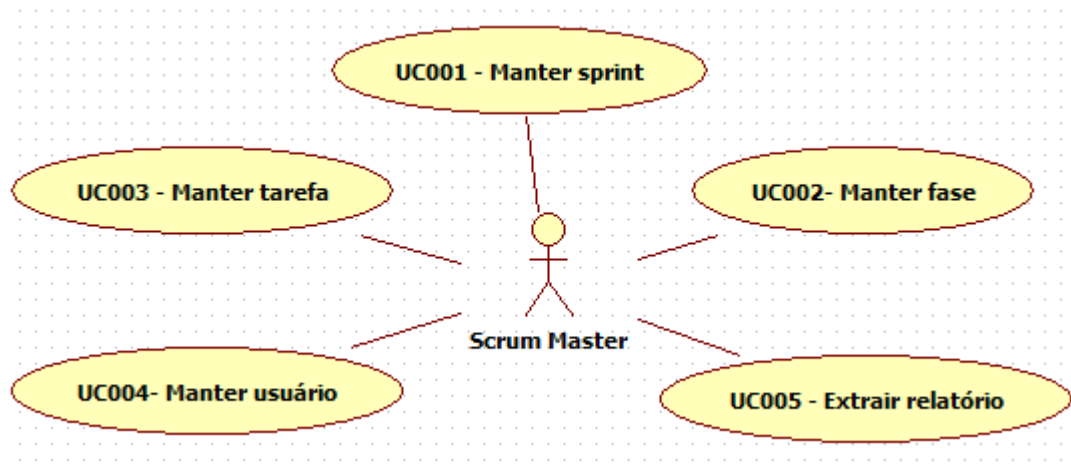 UC001 - Manter sprint
UC003 - Manter tarefa
UC002- Manter fase
Scrum Master
UC004- Manter usuário
UC005 - Extrair relatório